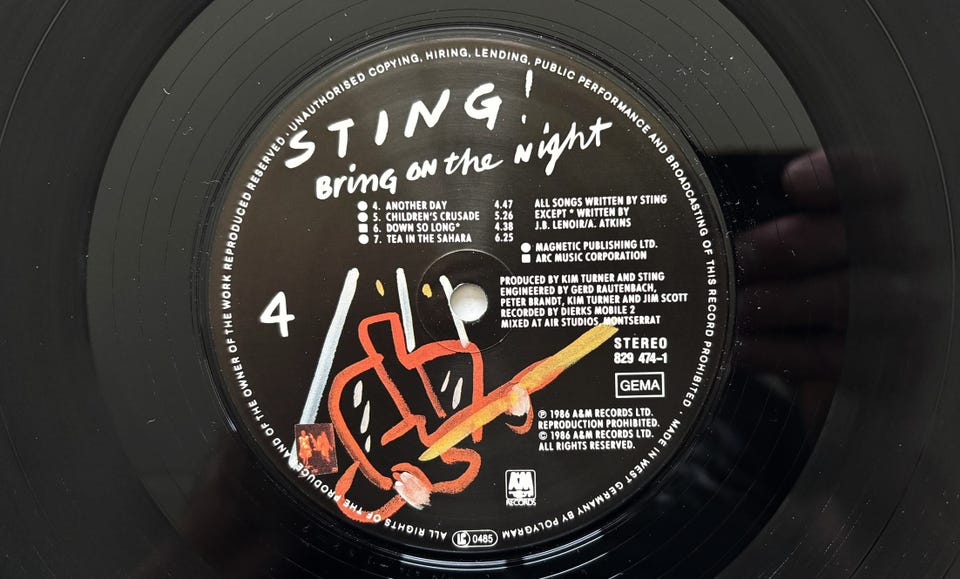 STING!
Bring on the Night
4. ANOTHER DAY 4.47
5. CHILDREN'S CRUSADE 5.26
6. DOWN SO LONG* 4.38
7. TEA IN THE SAHARA 6.25
ALL SONGS WRITTEN BY STING
EXCEPT * WRITTEN BY
J.B. LENOIR/A. ATKINS
MAGNETIC PUBLISHING LTD.
ARC MUSIC CORPORATION
PRODUCED BY KIM TURNER AND STING
ENGINEERED BY GERD RAUTENBACH,
PETER BRANDT, KIM TURNER AND JIM SCOTT
RECORDED BY DIERKS MOBILE 2
MIXED AT AIR STUDIOS, MONTSERRAT
4
STEREO
829 474-1
GEMA
℗ 1986 A&M RECORDS LTD.
REPRODUCTION PROHIBITED.
© 1986 A&M RECORDS LTD.
ALL RIGHTS RESERVED.
A&M
RECORDS
ALL RIGHTS OF THE PRODUCER AND OF THE OWNER OF THE WORK REPRODUCED RESERVED. UNAUTHORISED COPYING, HIRING, LENDING, PUBLIC PERFORMANCE AND BROADCASTING OF THIS RECORD PROHIBITED · MADE IN WEST GERMANY BY POLYGRAM ·
LC 0485